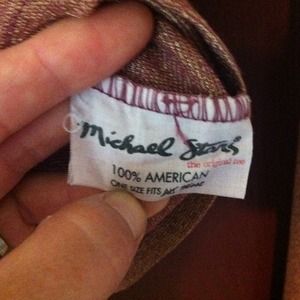 Michael Stars
the original tee
100% AMERICAN
ONE SIZE FITS